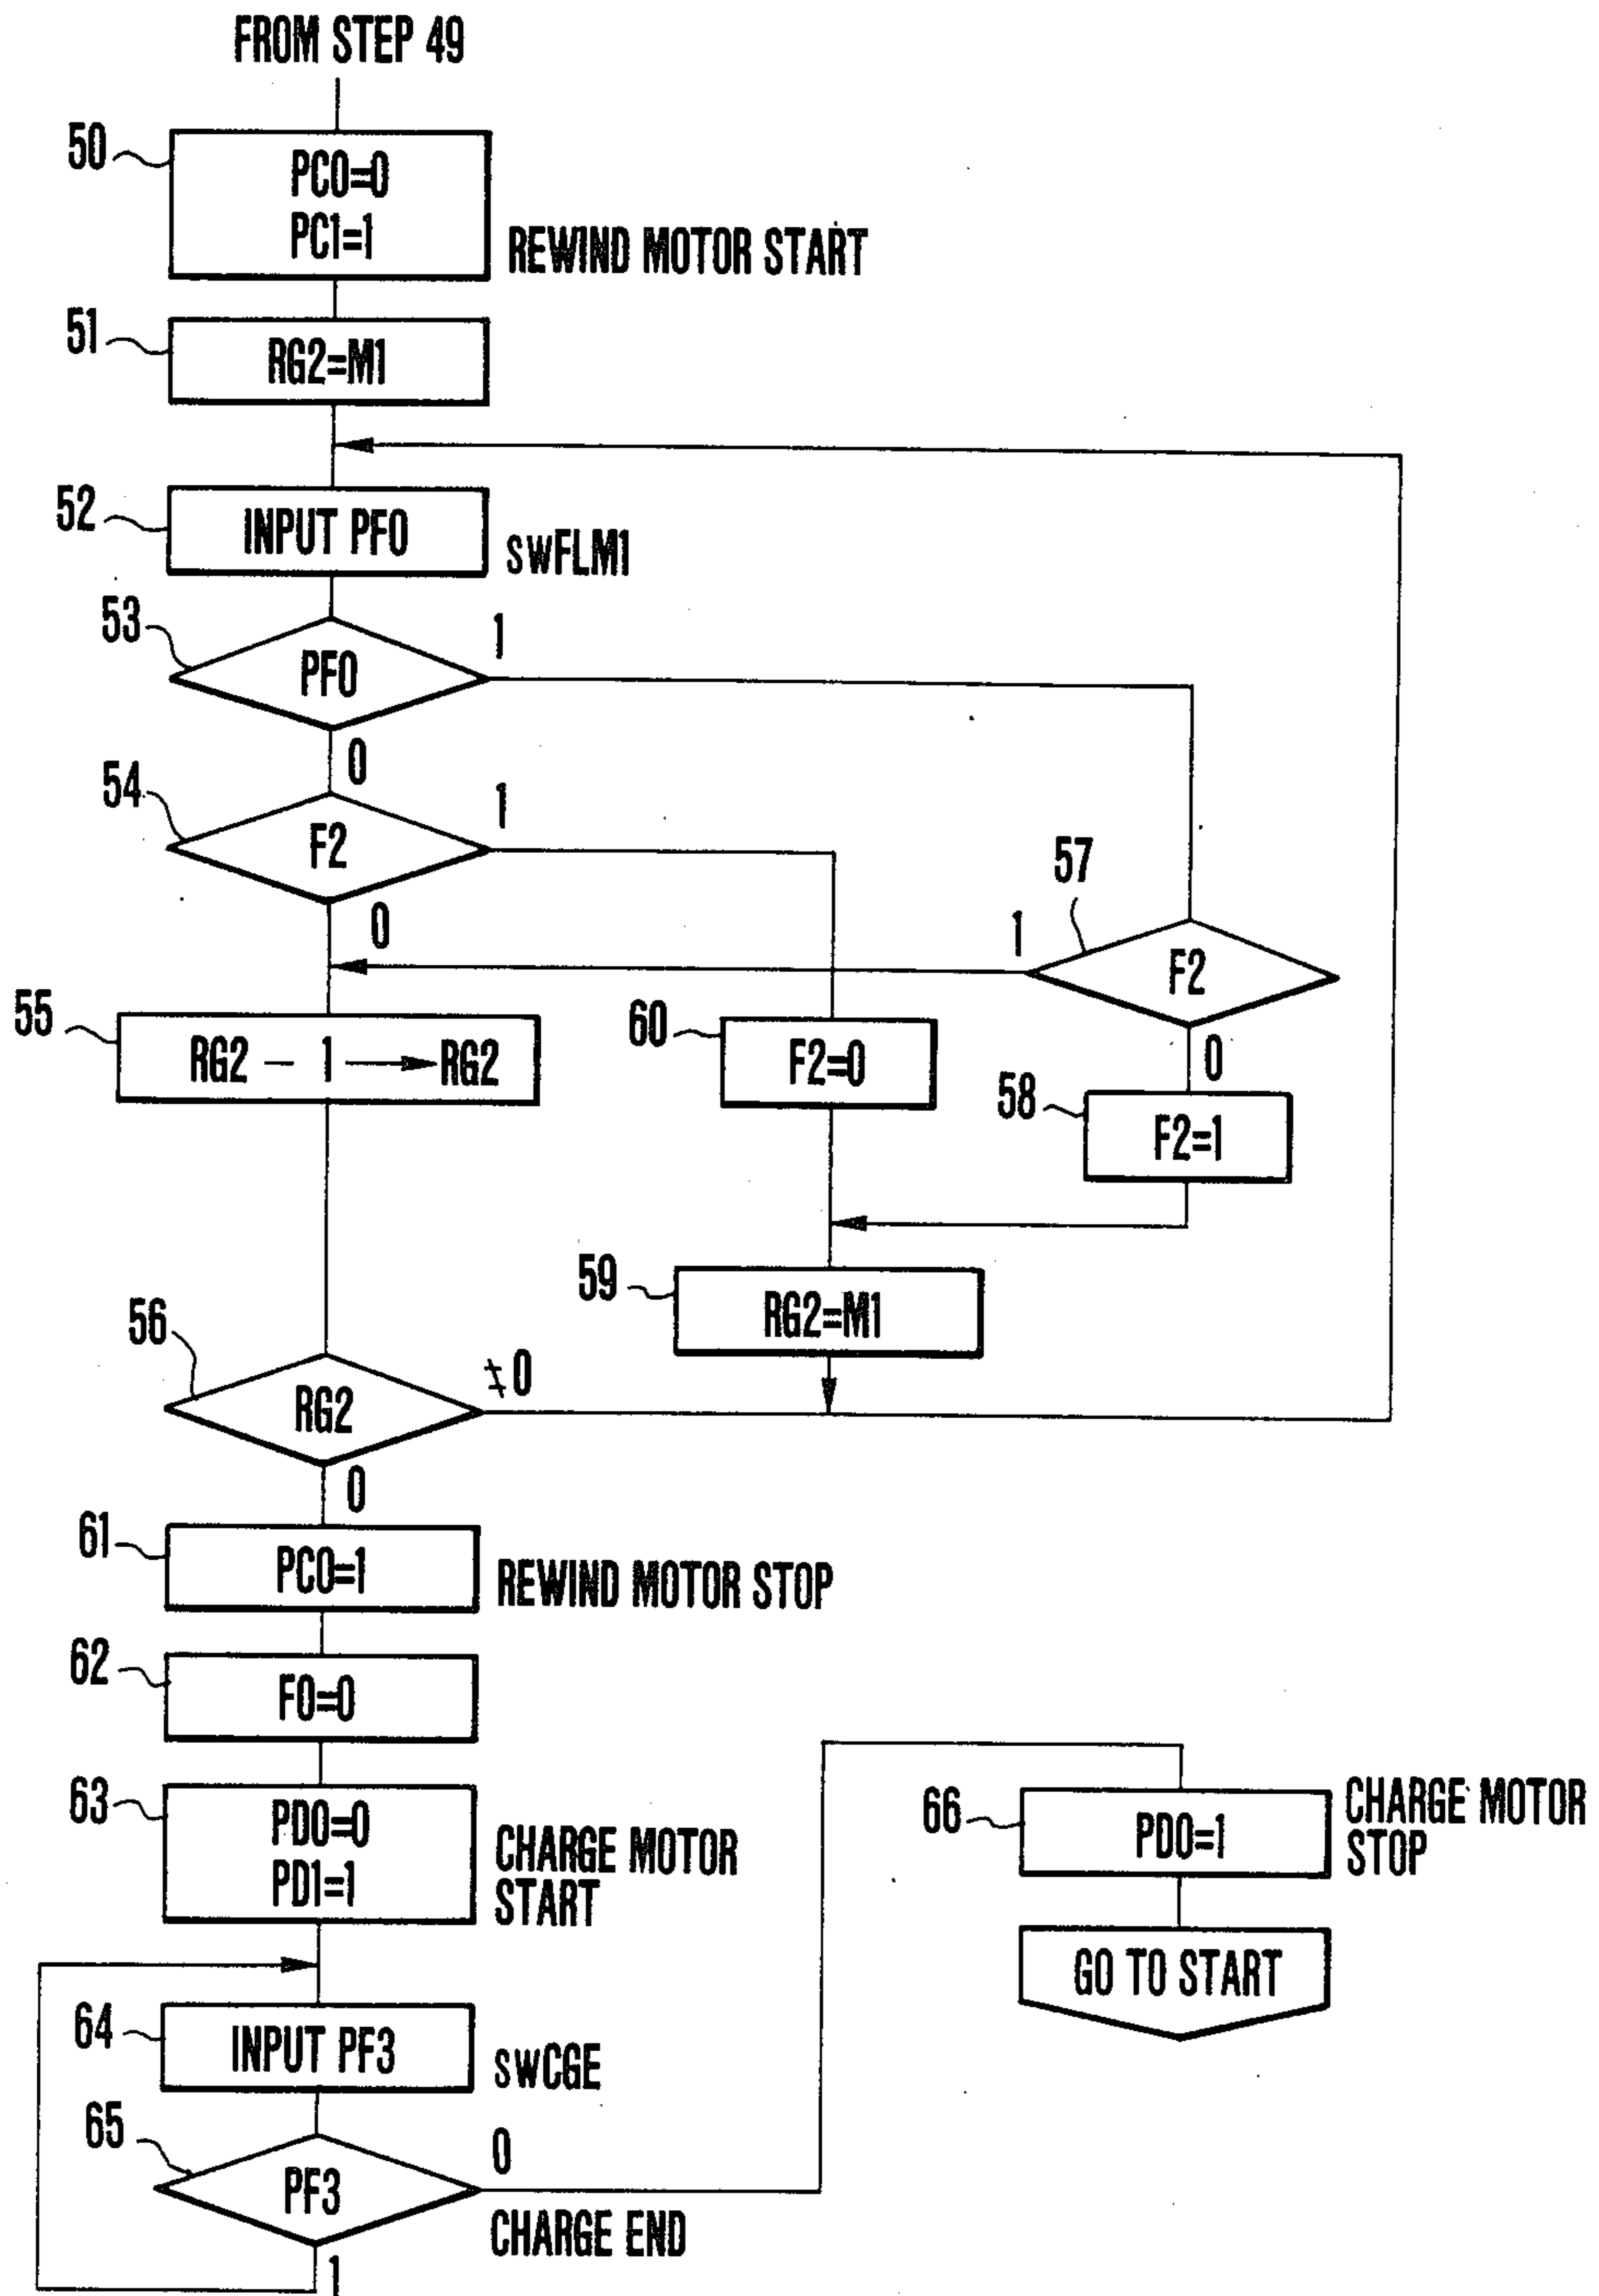 FROM STEP 49
50
PC0=0
PC1=1
REWIND MOTOR START
51
RG2=M1
52
INPUT PF0
swFLM1
53
PF0
1
0
54
F2
1
0
57
F2
1
0
55
RG2 — 1 → RG2
60
F2=0
58
F2=1
59
RG2=M1
56
RG2
≠0
0
61
PC0=1
REWIND MOTOR STOP
62
F0=0
63
PD0=0
PD1=1
CHARGE MOTOR
START
66
PD0=1
CHARGE MOTOR
STOP
GO TO START
64
INPUT PF3
swCGE
65
PF3
0
CHARGE END
1